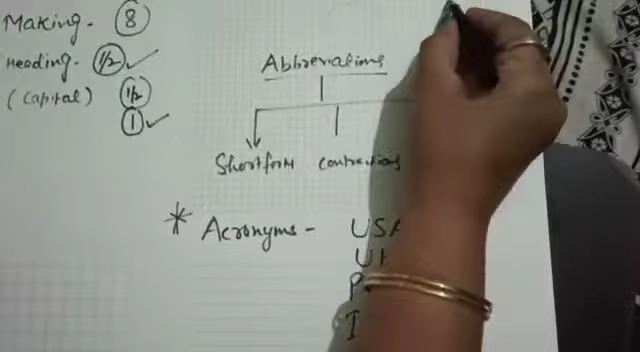 Making - 8
Heading - 1/2
(Capital) 1/2
1
Abbreviations
Shortform contractions
* Acronyms - USA